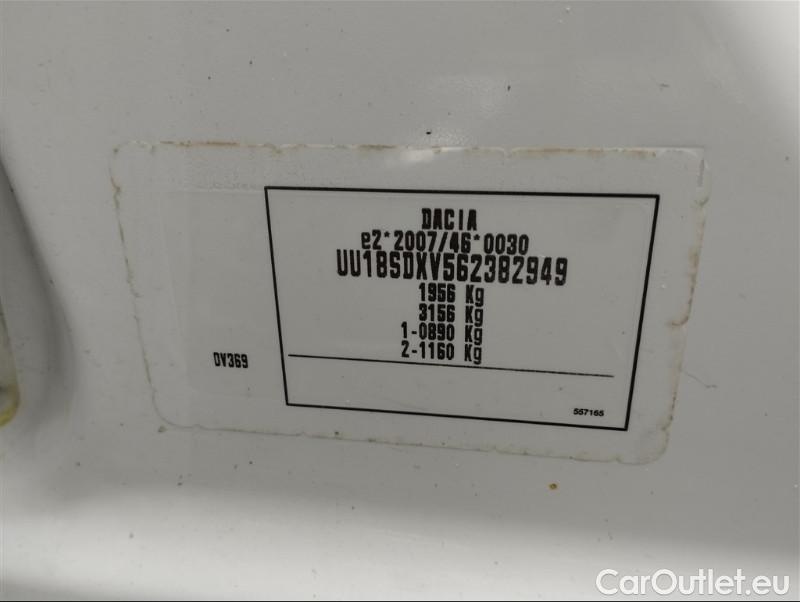 DACIA
e2*2007/46*0030
UU18SDXV562382949
1956 Kg
3156 Kg
1-0890 Kg
2-1160 Kg
DV369
557165
CarOutlet.eu